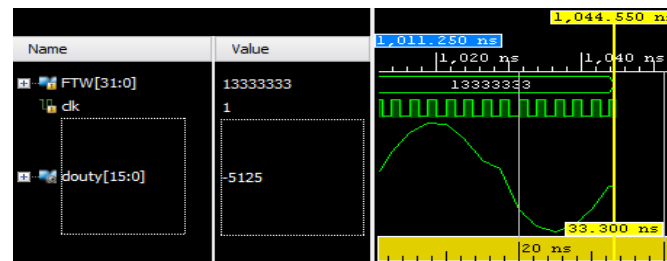 1,044.550 n
Name
Value
1,011.250 ns
1,020 ns
1,040 ns
FTW[31:0]
13333333
13333333
clk
1
douty[15:0]
-5125
33.300 ns
20 ns